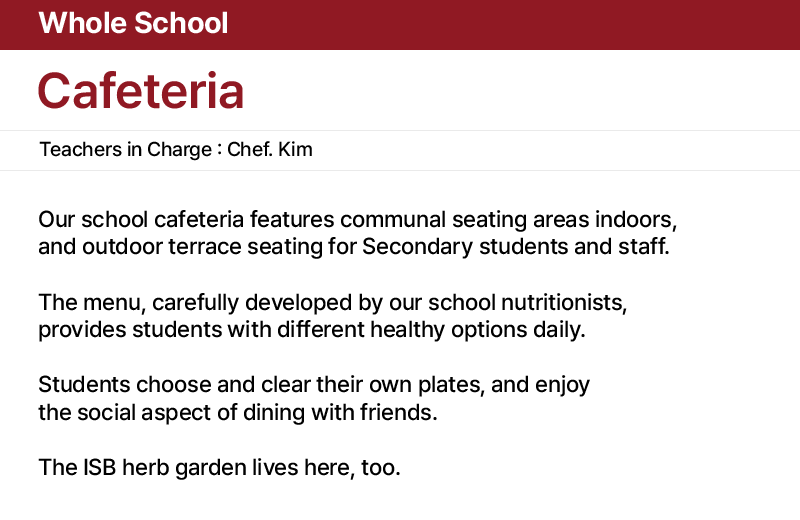 Whole School
Cafeteria
Teachers in Charge : Chef. Kim
Our school cafeteria features communal seating areas indoors,
and outdoor terrace seating for Secondary students and staff.
The menu, carefully developed by our school nutritionists,
provides students with different healthy options daily.
Students choose and clear their own plates, and enjoy
the social aspect of dining with friends.
The ISB herb garden lives here, too.